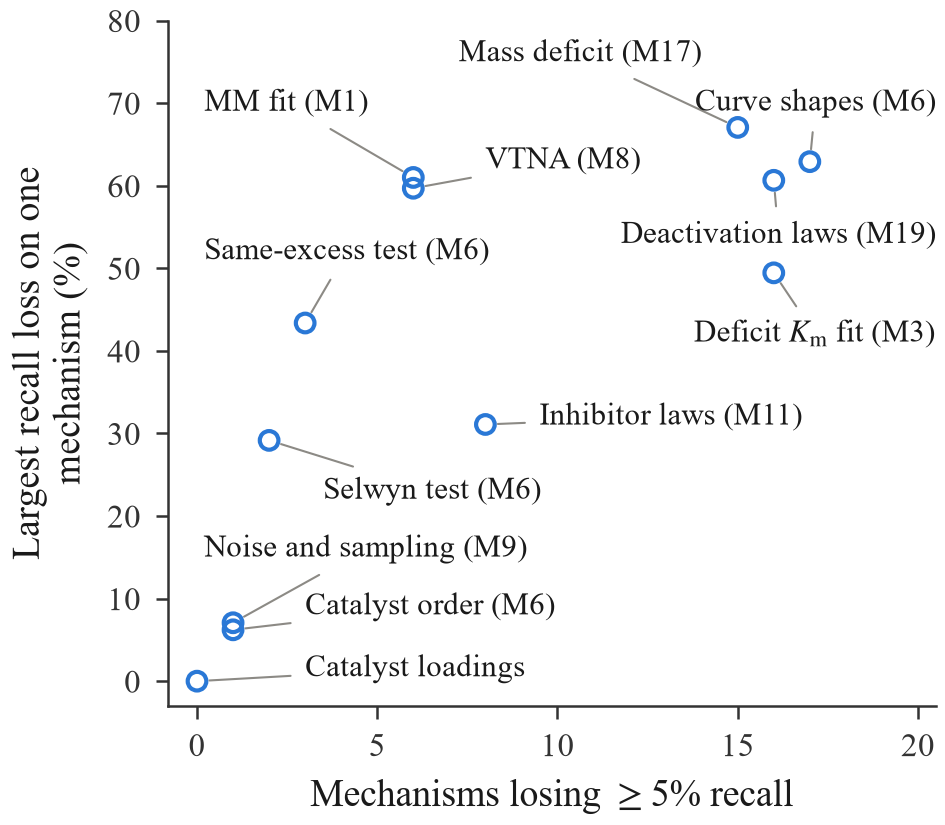 80
70
60
50
40
30
20
10
0
Largest recall loss on one
mechanism (%)
Mass deficit (M17)
MM fit (M1)
Curve shapes (M6)
VTNA (M8)
Deactivation laws (M19)
Same-excess test (M6)
Deficit Km fit (M3)
Inhibitor laws (M11)
Selwyn test (M6)
Noise and sampling (M9)
Catalyst order (M6)
Catalyst loadings
0 5 10 15 20
Mechanisms losing ≥ 5% recall